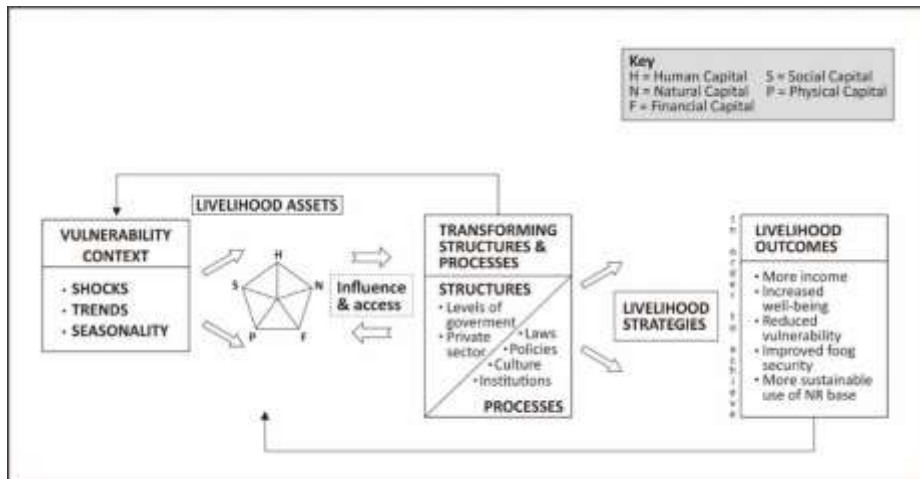 Key
H = Human Capital S = Social Capital
N = Natural Capital P = Physical Capital
F = Financial Capital
LIVELIHOOD ASSETS
VULNERABILITY
CONTEXT
• SHOCKS
• TRENDS
• SEASONALITY
H
S
N
P
F
Influence
& access
TRANSFORMING
STRUCTURES &
PROCESSES
STRUCTURES
• Levels of
goverment
• Private
sector
• Laws
• Policies
• Culture
• Institutions
PROCESSES
LIVELIHOOD
STRATEGIES
in order to achieve
LIVELIHOOD
OUTCOMES
• More income
• Increased
well-being
• Reduced
vulnerability
• Improved foog
security
• More sustainable
use of NR base